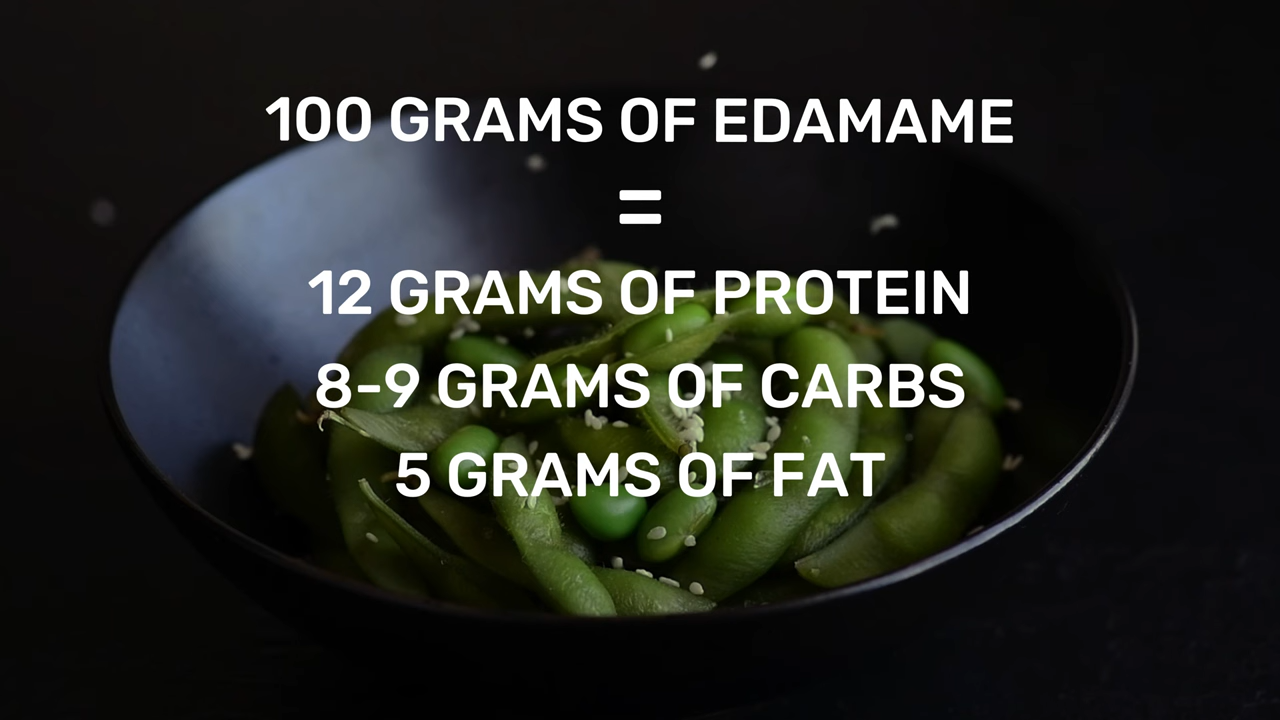 100 GRAMS OF EDAMAME
=
12 GRAMS OF PROTEIN
8-9 GRAMS OF CARBS
5 GRAMS OF FAT